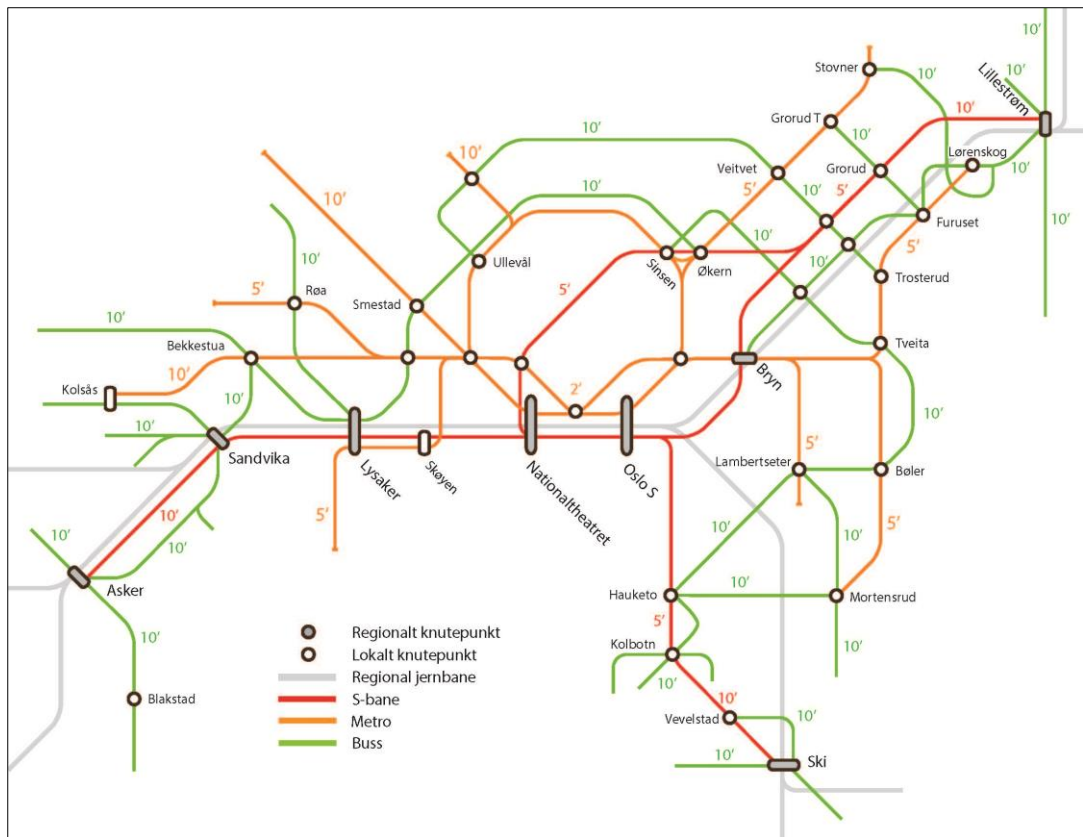 10'
Stovner
10'
10'
Lillestrøm
10'
10'
Grorud T
10'
10'
Lørenskog
Veitvet
Grorud
10'
10'
10'
5'
5'
10'
10'
10'
Furuset
5'
Ullevål
Sinsen
Økern
10'
10'
Trosterud
10'
Røa
5'
Smestad
5'
10'
Bekkestua
Tveita
Kolsås
10'
10'
2'
Bryn
10'
10'
Sandvika
Lysaker
Skøyen
Nationaltheatret
Oslo S
5'
Lambertseter
Bøler
10'
5'
5'
10'
10'
10'
10'
Asker
Hauketo
10'
Mortensrud
5'
10'
Kolbotn
10'
10'
10'
10'
Blakstad
Vevelstad
10'
10'
Ski
Regionalt knutepunkt
Lokalt knutepunkt
Regional jernbane
S-bane
Metro
Buss